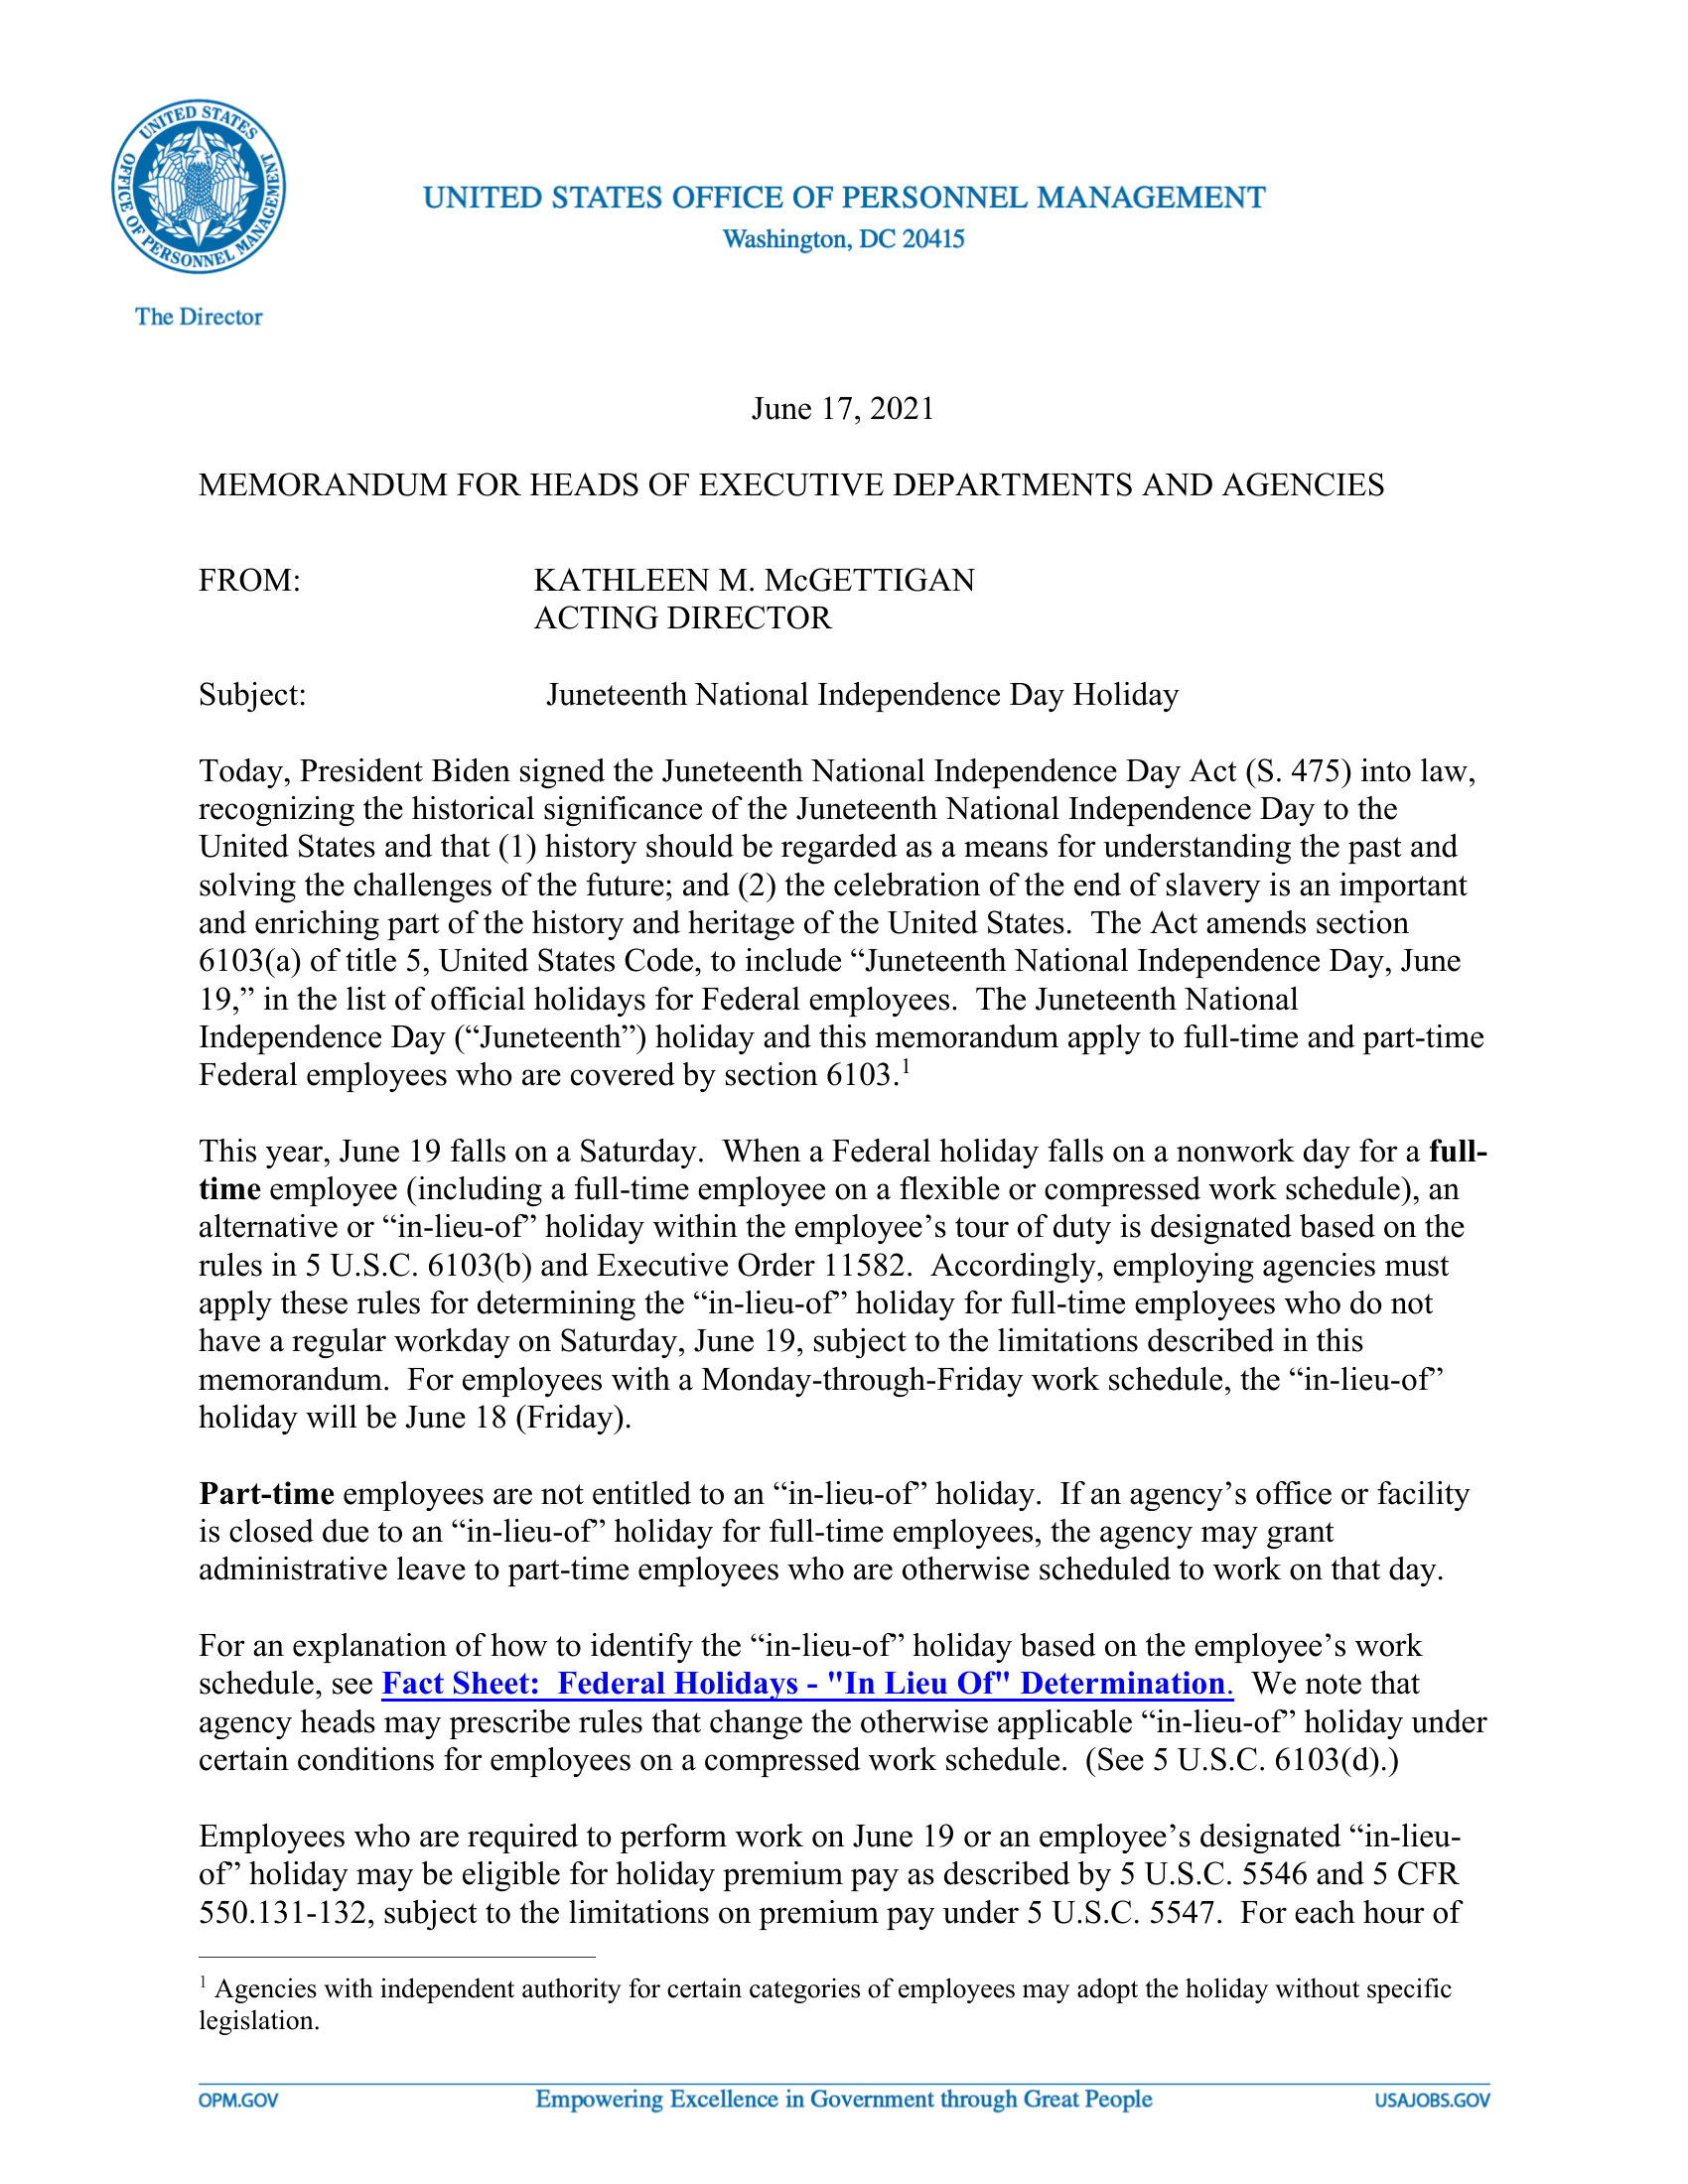 UNITED STATES
OFFICE OF PERSONNEL MANAGEMENT
UNITED STATES OFFICE OF PERSONNEL MANAGEMENT
Washington, DC 20415
The Director
June 17, 2021
MEMORANDUM FOR HEADS OF EXECUTIVE DEPARTMENTS AND AGENCIES
FROM: KATHLEEN M. McGETTIGAN
ACTING DIRECTOR
Subject: Juneteenth National Independence Day Holiday
Today, President Biden signed the Juneteenth National Independence Day Act (S. 475) into law,
recognizing the historical significance of the Juneteenth National Independence Day to the
United States and that (1) history should be regarded as a means for understanding the past and
solving the challenges of the future; and (2) the celebration of the end of slavery is an important
and enriching part of the history and heritage of the United States.  The Act amends section
6103(a) of title 5, United States Code, to include “Juneteenth National Independence Day, June
19,” in the list of official holidays for Federal employees.  The Juneteenth National
Independence Day (“Juneteenth”) holiday and this memorandum apply to full-time and part-time
Federal employees who are covered by section 6103.1
This year, June 19 falls on a Saturday.  When a Federal holiday falls on a nonwork day for a full-
time employee (including a full-time employee on a flexible or compressed work schedule), an
alternative or “in-lieu-of” holiday within the employee’s tour of duty is designated based on the
rules in 5 U.S.C. 6103(b) and Executive Order 11582.  Accordingly, employing agencies must
apply these rules for determining the “in-lieu-of” holiday for full-time employees who do not
have a regular workday on Saturday, June 19, subject to the limitations described in this
memorandum.  For employees with a Monday-through-Friday work schedule, the “in-lieu-of”
holiday will be June 18 (Friday).
Part-time employees are not entitled to an “in-lieu-of” holiday.  If an agency’s office or facility
is closed due to an “in-lieu-of” holiday for full-time employees, the agency may grant
administrative leave to part-time employees who are otherwise scheduled to work on that day.
For an explanation of how to identify the “in-lieu-of” holiday based on the employee’s work
schedule, see Fact Sheet:  Federal Holidays - "In Lieu Of" Determination.  We note that
agency heads may prescribe rules that change the otherwise applicable “in-lieu-of” holiday under
certain conditions for employees on a compressed work schedule.  (See 5 U.S.C. 6103(d).)
Employees who are required to perform work on June 19 or an employee’s designated “in-lieu-
of” holiday may be eligible for holiday premium pay as described by 5 U.S.C. 5546 and 5 CFR
550.131-132, subject to the limitations on premium pay under 5 U.S.C. 5547.  For each hour of
1 Agencies with independent authority for certain categories of employees may adopt the holiday without specific
legislation.
OPM.GOV Empowering Excellence in Government through Great People USAJOBS.GOV